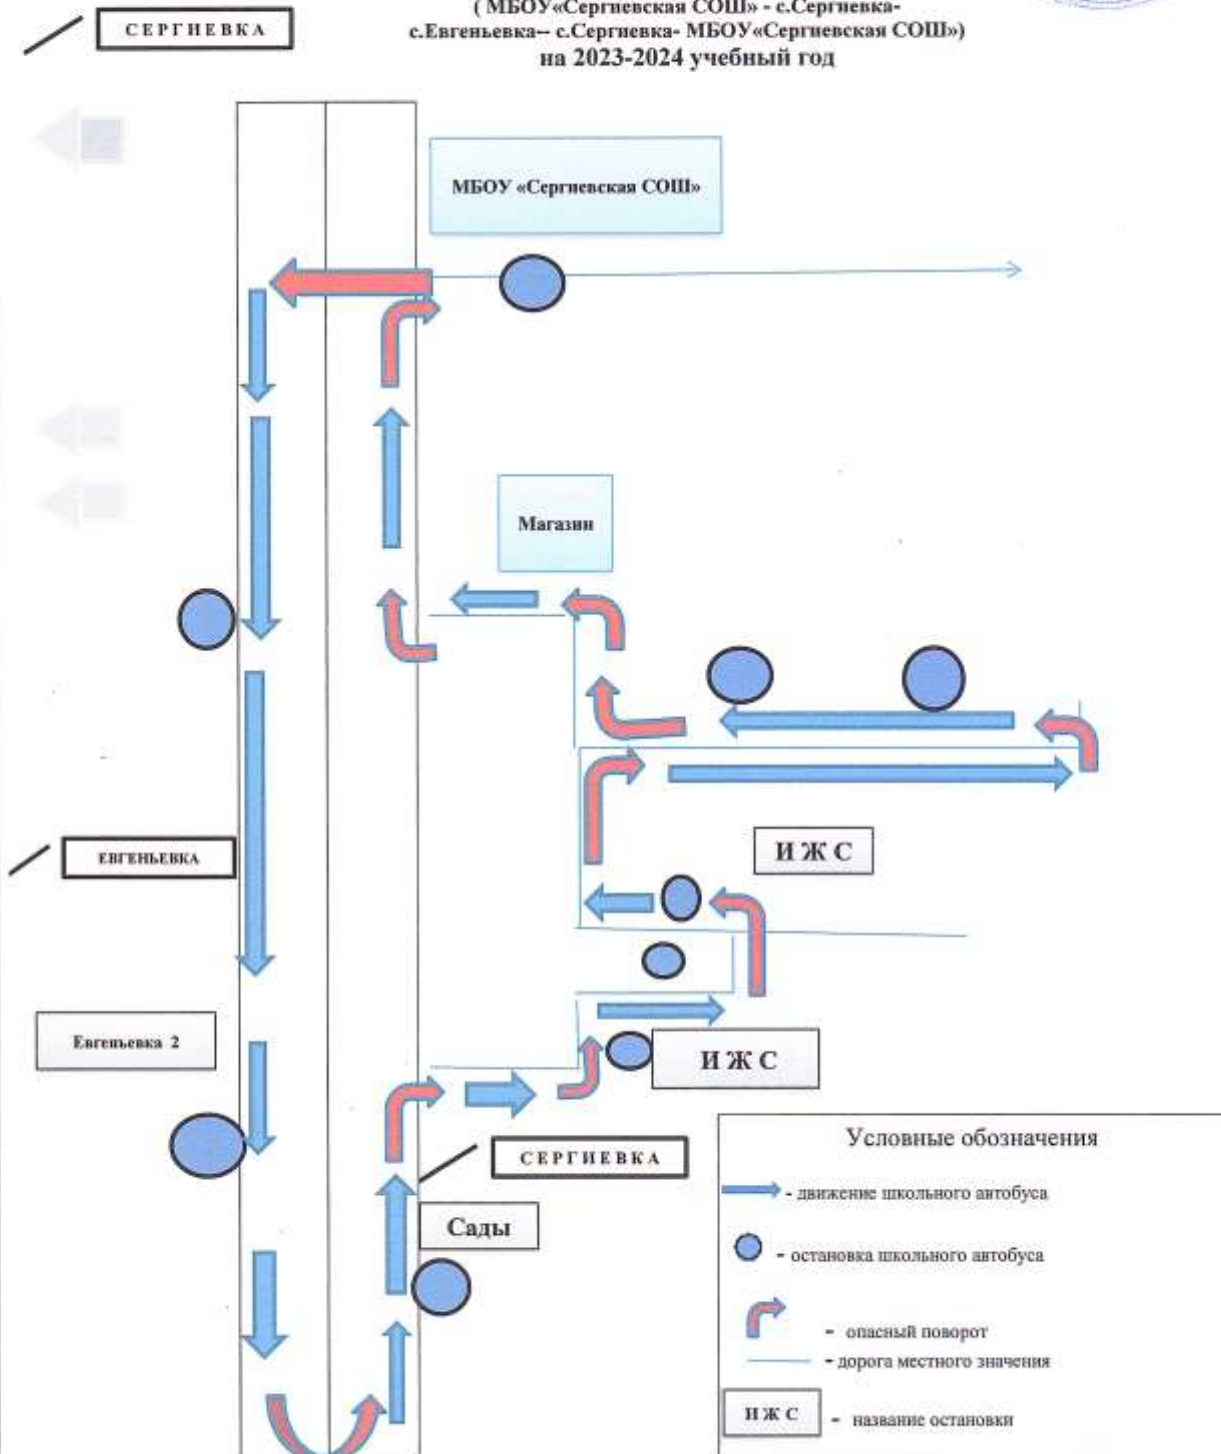 ( МБОУ«Сергиевская СОШ» - с.Сергиевка-
с.Евгеньевка-- с.Сергиевка- МБОУ«Сергиевская СОШ»)
на 2023-2024 учебный год
СЕРГИЕВКА
МБОУ «Сергиевская СОШ»
Магазин
ЕВГЕНЬЕВКА
И Ж С
Евгеньевка 2
И Ж С
СЕРГИЕВКА
Сады
Условные обозначения
- движение школьного автобуса
- остановка школьного автобуса
- опасный поворот
- дорога местного значения
И Ж С - название остановки